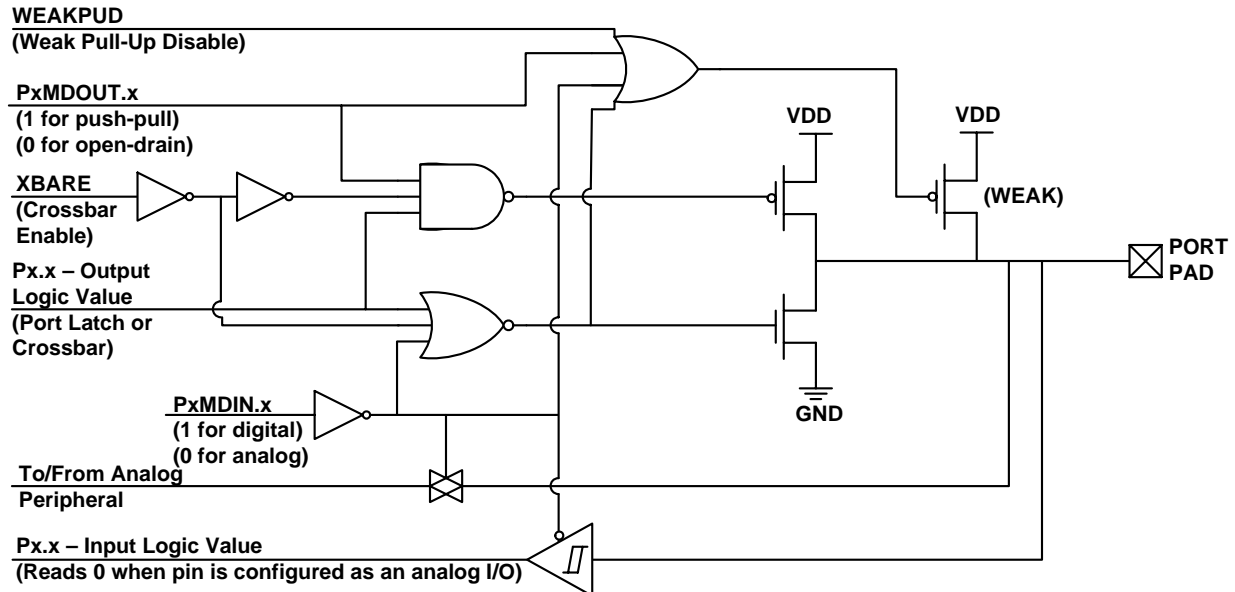 WEAKPUD
(Weak Pull-Up Disable)
PxMDOUT.x
(1 for push-pull)
(0 for open-drain)
XBARE
(Crossbar
Enable)
Px.x – Output
Logic Value
(Port Latch or
Crossbar)
PxMDIN.x
(1 for digital)
(0 for analog)
To/From Analog
Peripheral
Px.x – Input Logic Value
(Reads 0 when pin is configured as an analog I/O)
VDD
VDD
(WEAK)
PORT
PAD
GND